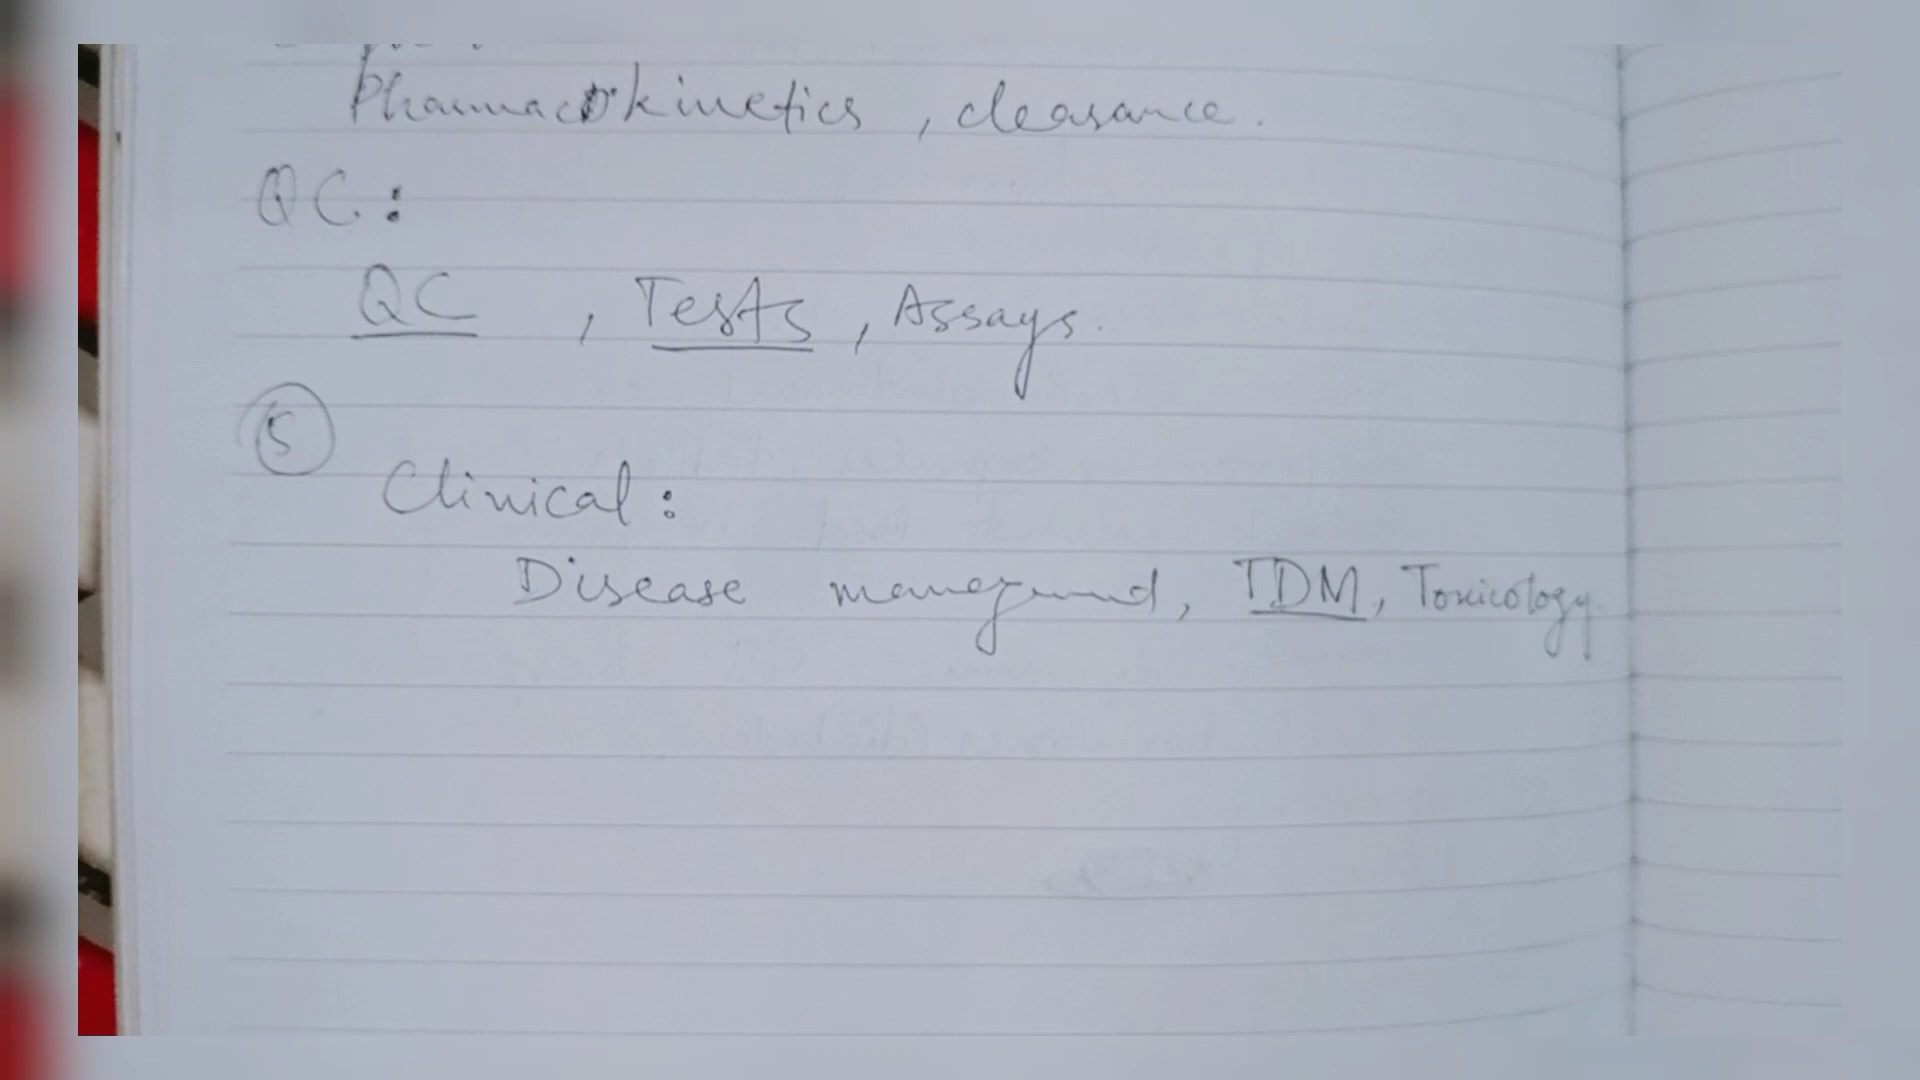 Pharmacokinetics, clearance.
QC:
QC, Tests, Assays.
5
Clinical:
Disease management, TDM, Toxicology.